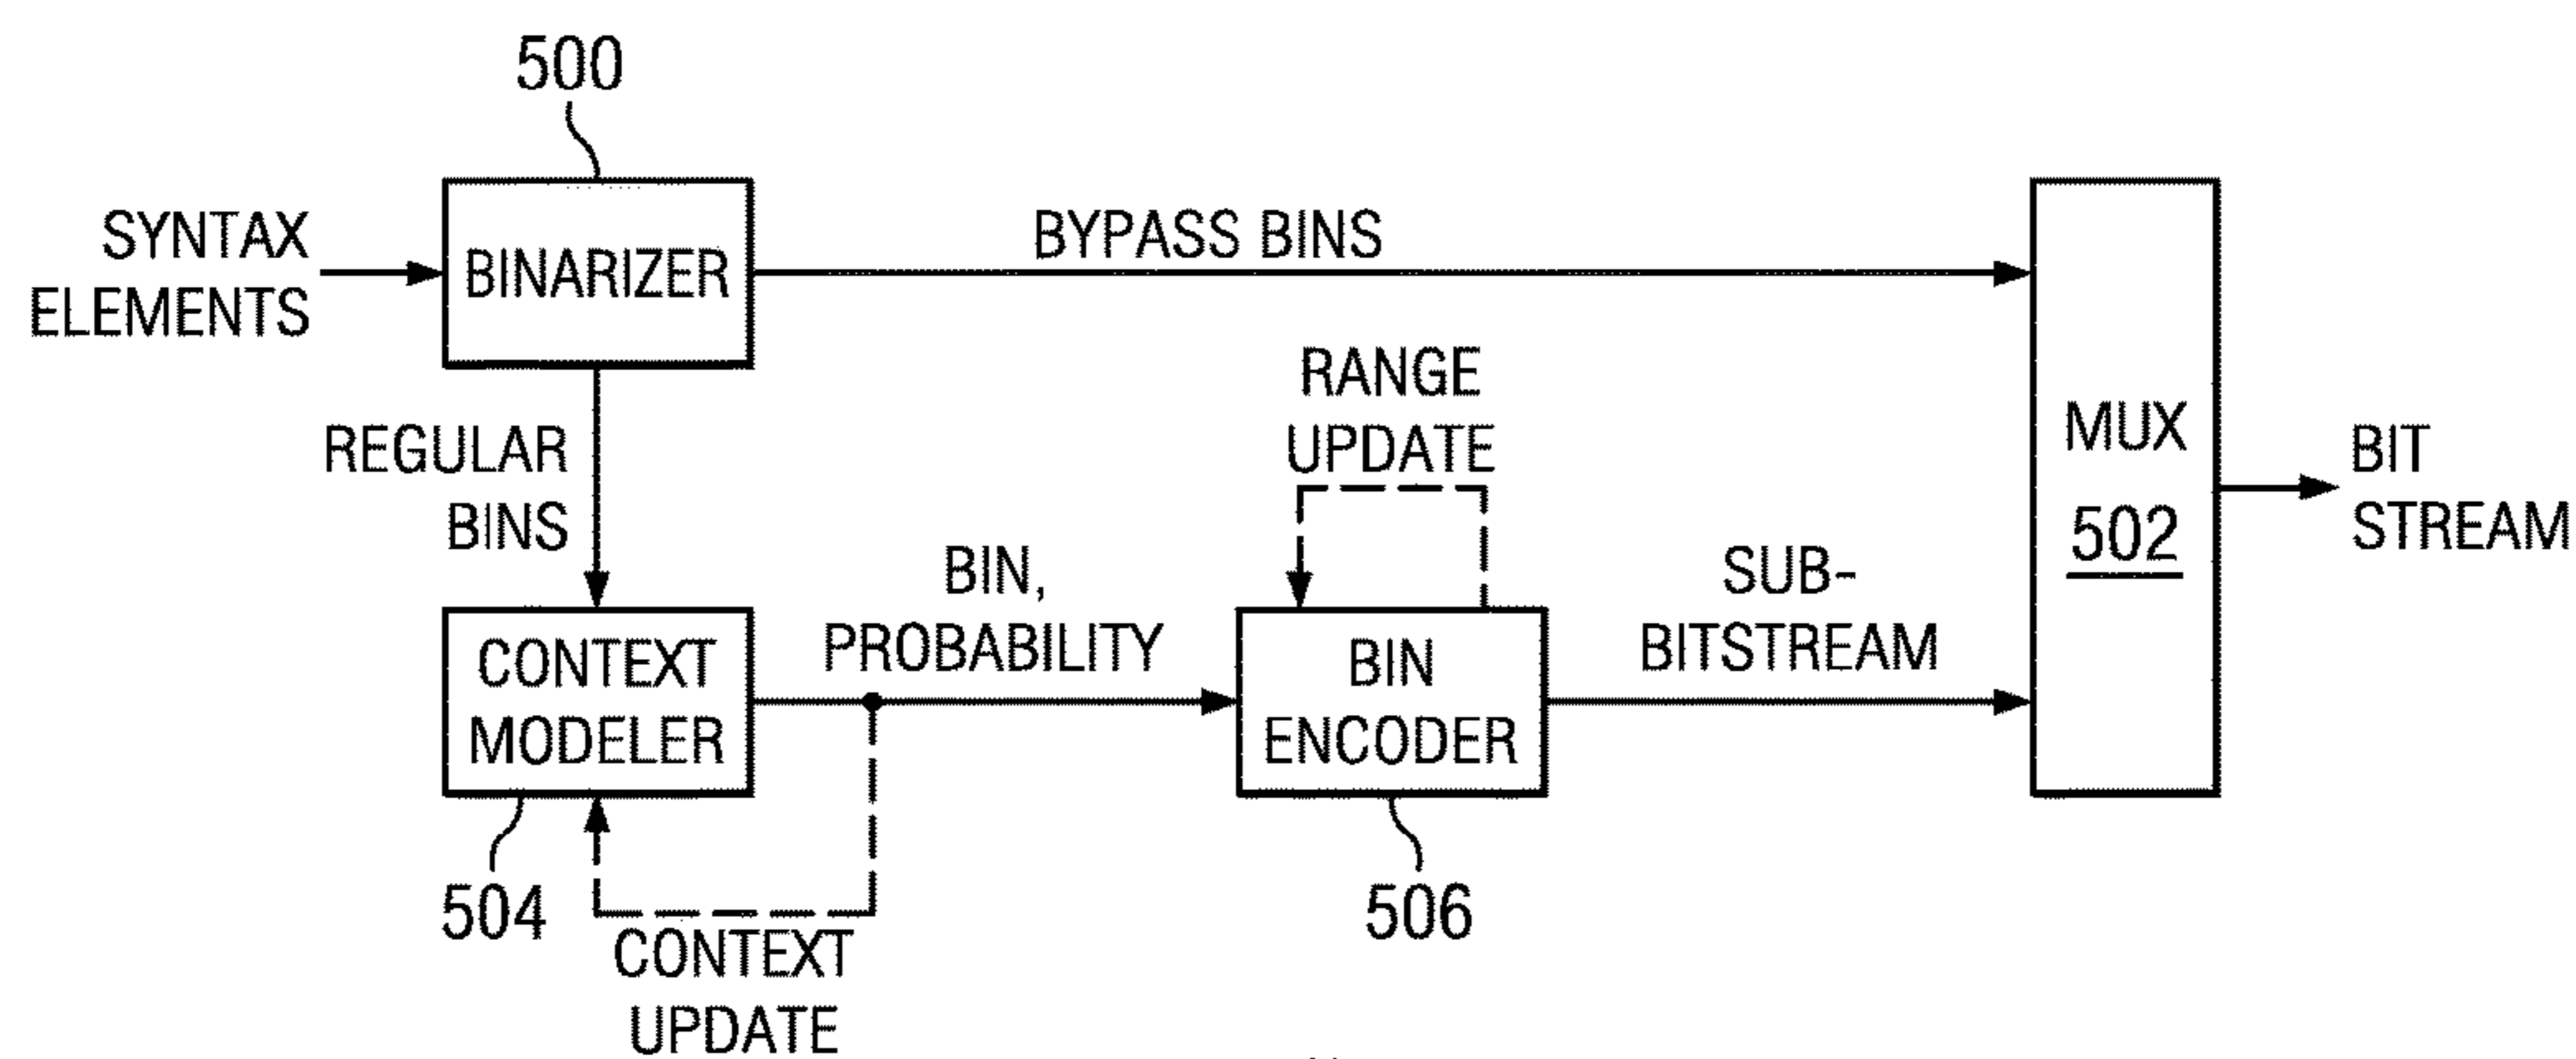 500
SYNTAX
ELEMENTS
BINARIZER
BYPASS BINS
REGULAR
BINS
RANGE
UPDATE
MUX
502
BIT
STREAM
CONTEXT
MODELER
504
BIN,
PROBABILITY
CONTEXT
UPDATE
BIN
ENCODER
506
SUB-
BITSTREAM